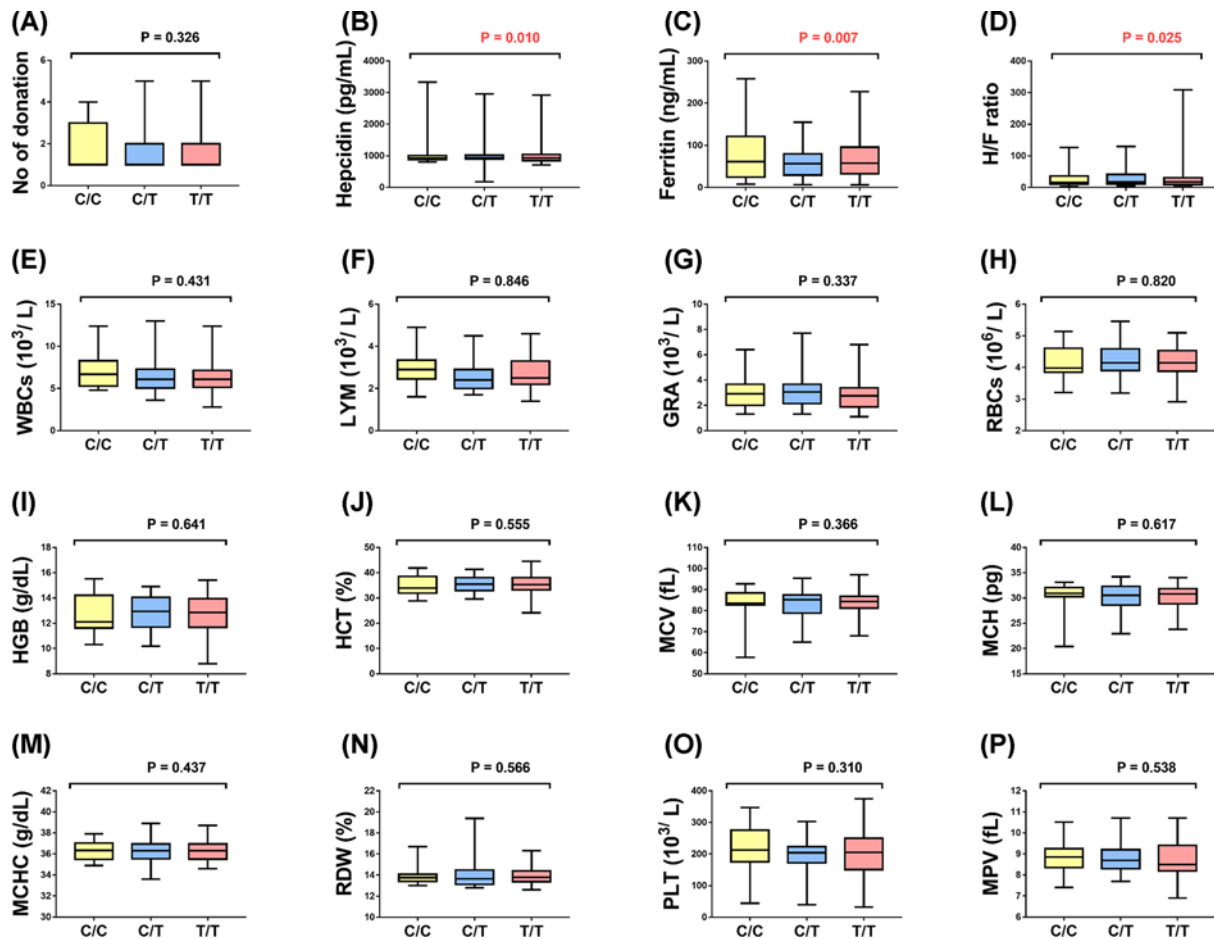 (A)
P = 0.326
No of donation
6
4
2
0
C/C C/T T/T
(B)
P = 0.010
Hepcidin (pg/mL)
4000
3000
2000
1000
0
C/C C/T T/T
(C)
P = 0.007
Ferritin (ng/mL)
300
200
100
0
C/C C/T T/T
(D)
P = 0.025
H/F ratio
400
300
200
100
0
C/C C/T T/T
(E)
P = 0.431
WBCs (10³/ L)
15
10
5
0
C/C C/T T/T
(F)
P = 0.846
LYM (10³/ L)
6
4
2
0
C/C C/T T/T
(G)
P = 0.337
GRA (10³/ L)
10
8
6
4
2
0
C/C C/T T/T
(H)
P = 0.820
RBCs (10⁶/ L)
6
5
4
3
2
C/C C/T T/T
(I)
P = 0.641
HGB (g/dL)
18
16
14
12
10
8
C/C C/T T/T
(J)
P = 0.555
HCT (%)
50
40
30
20
10
0
C/C C/T T/T
(K)
P = 0.366
MCV (fL)
110
100
90
80
70
60
50
C/C C/T T/T
(L)
P = 0.617
MCH (pg)
40
35
30
25
20
15
C/C C/T T/T
(M)
P = 0.437
MCHC (g/dL)
42
40
38
36
34
32
30
C/C C/T T/T
(N)
P = 0.566
RDW (%)
22
20
18
16
14
12
10
C/C C/T T/T
(O)
P = 0.310
PLT (10³/ L)
400
300
200
100
0
C/C C/T T/T
(P)
P = 0.538
MPV (fL)
12
11
10
9
8
7
6
C/C C/T T/T